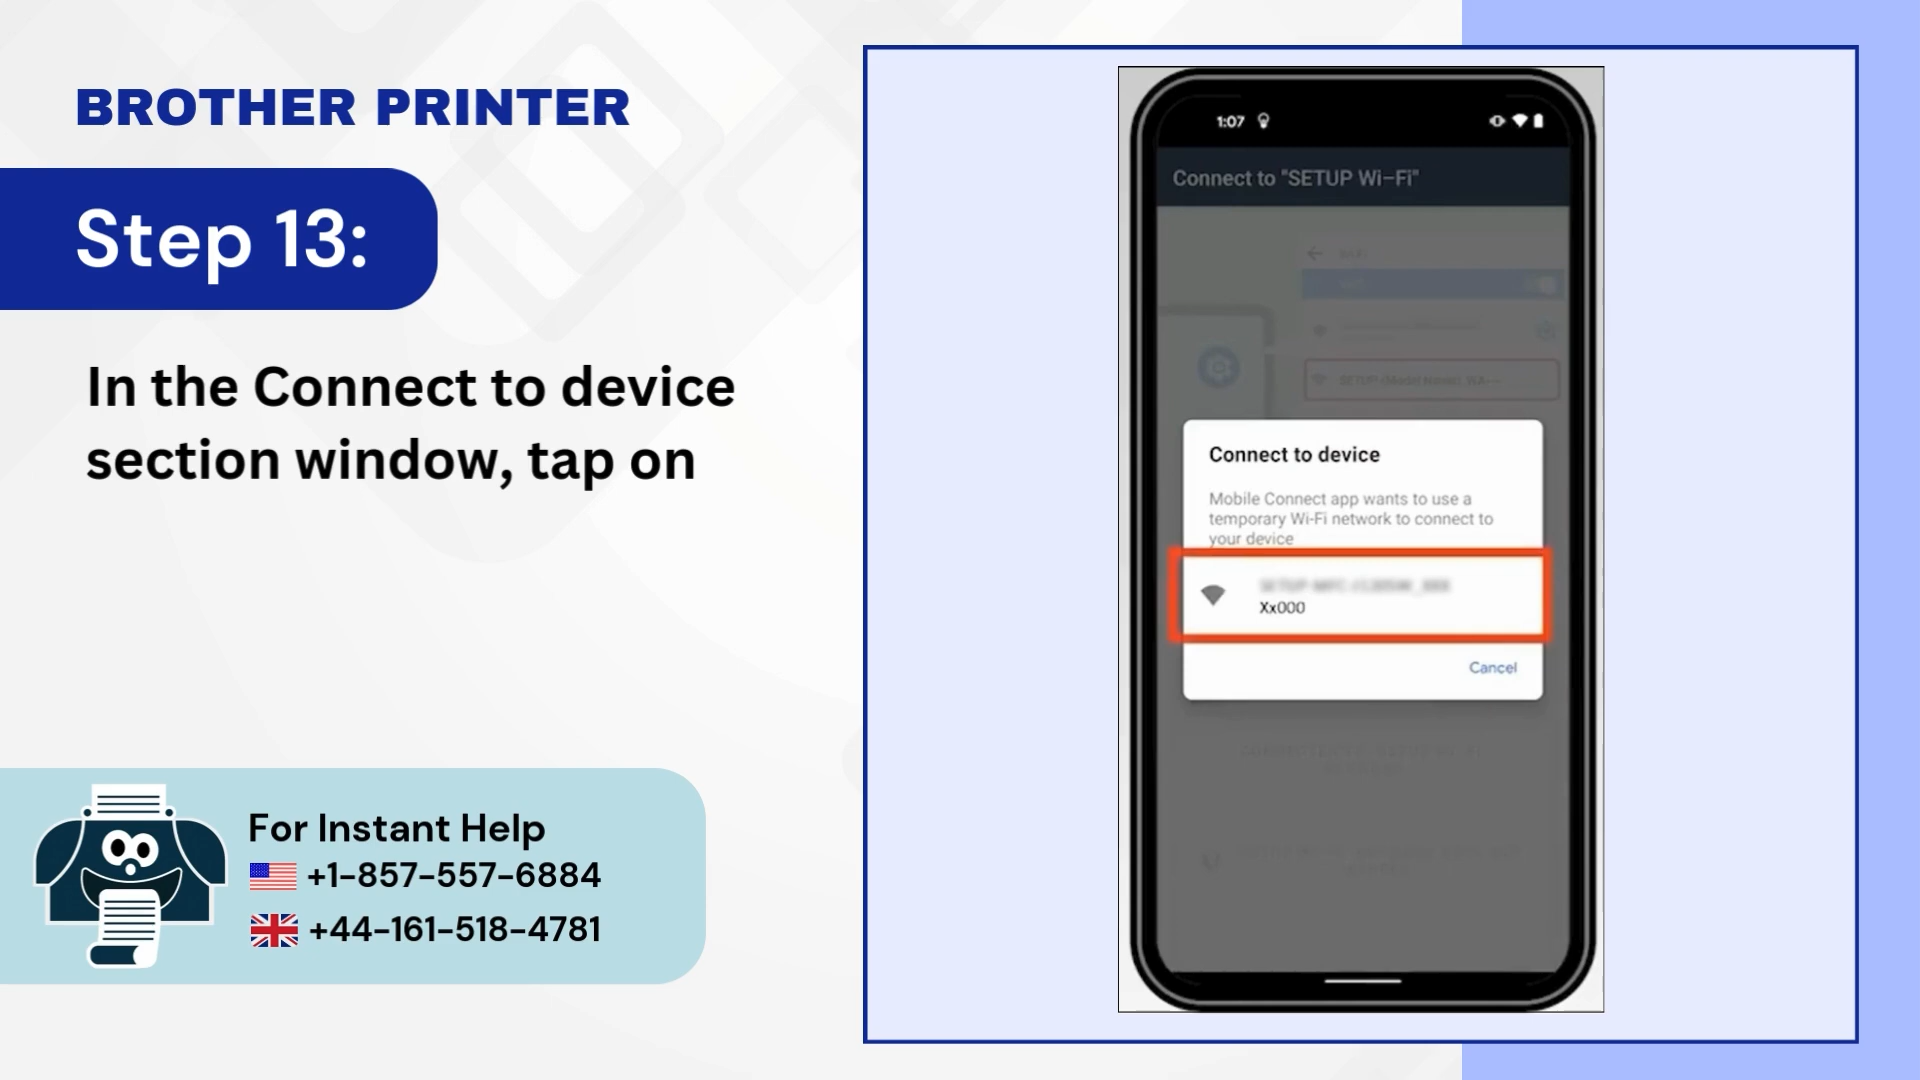 BROTHER PRINTER
Step 13:
In the Connect to device
section window, tap on
For Instant Help
+1-857-557-6884
+44-161-518-4781
1:07
Connect to "SETUP Wi-Fi"
Connect to device
Mobile Connect app wants to use a
temporary Wi-Fi network to connect to
your device
Xx000
Cancel